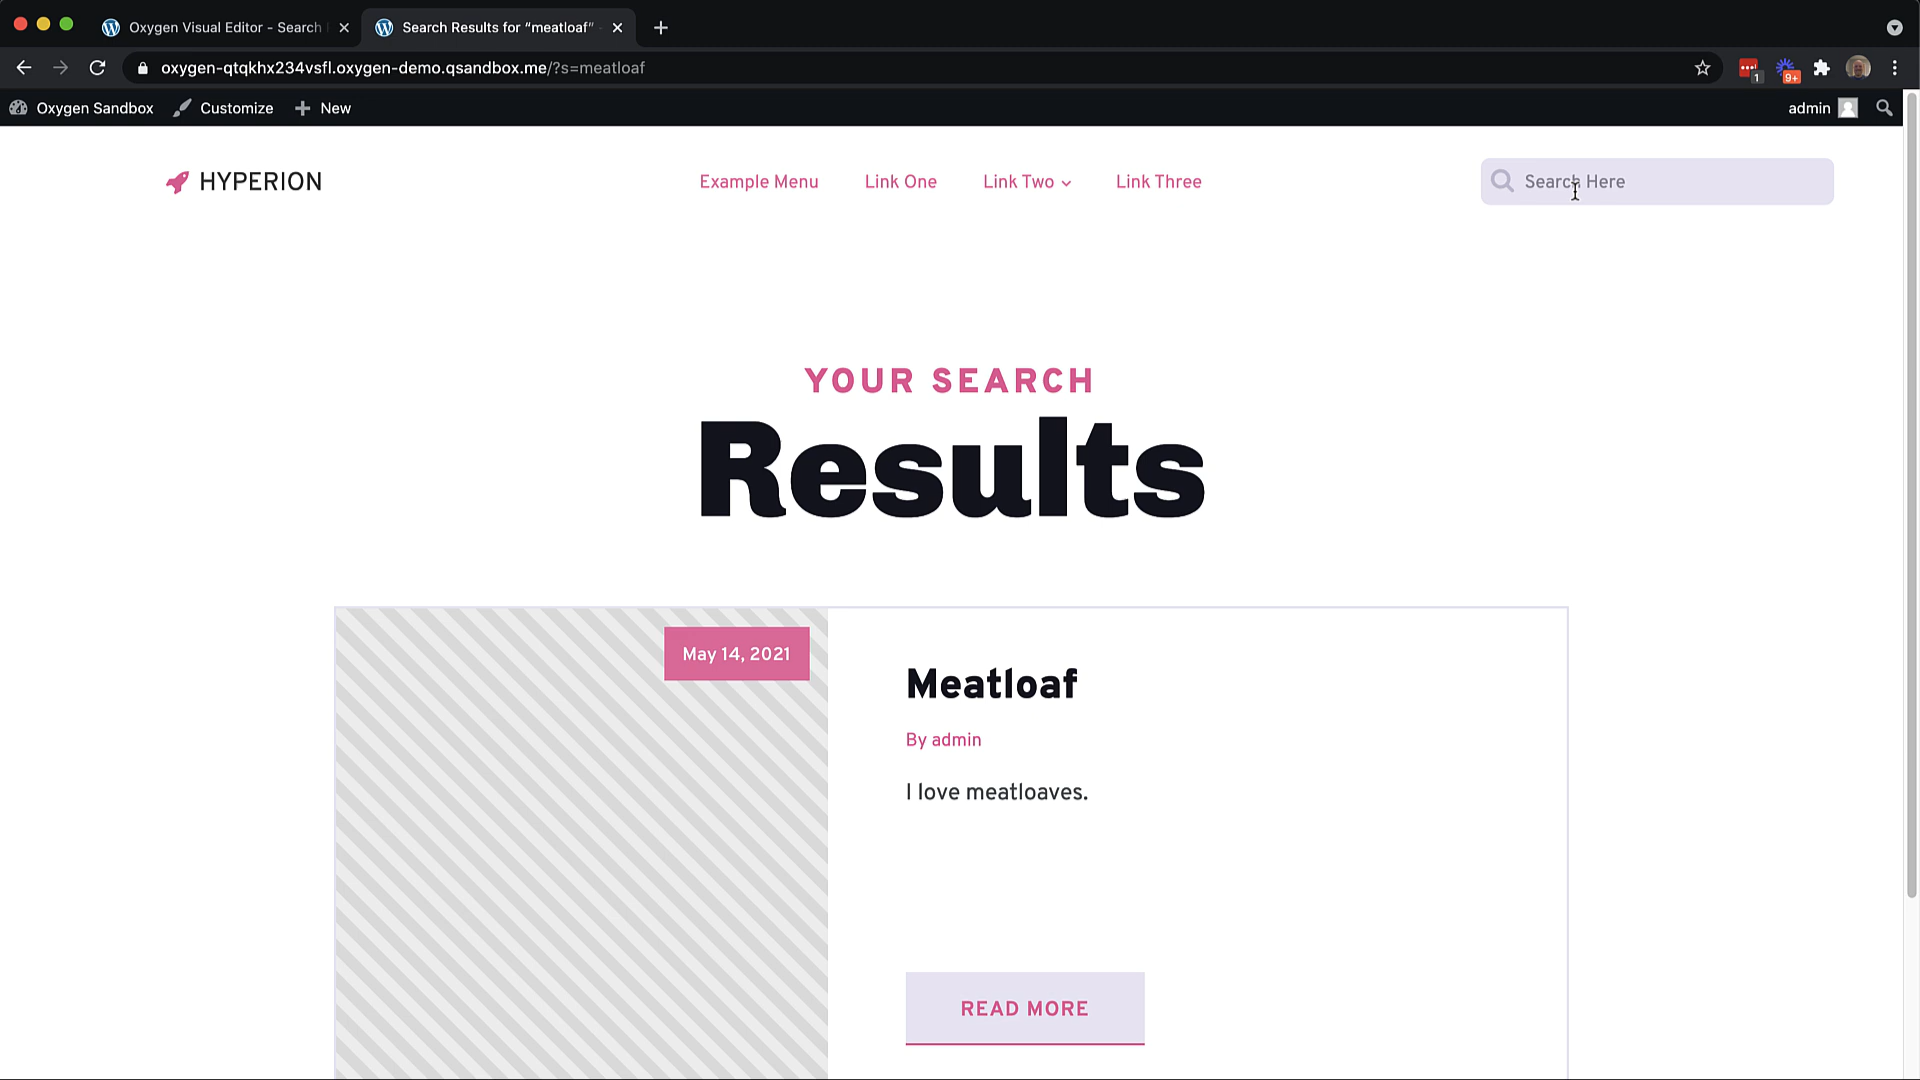 Oxygen Visual Editor - Search
Search Results for “meatloaf”
oxygen-qtqkhx234vsfl.oxygen-demo.qsandbox.me/?s=meatloaf
1
9+
Oxygen Sandbox
Customize
New
admin
HYPERION
Example Menu
Link One
Link Two
Link Three
Search Here
YOUR SEARCH
Results
May 14, 2021
Meatloaf
By admin
I love meatloaves.
READ MORE